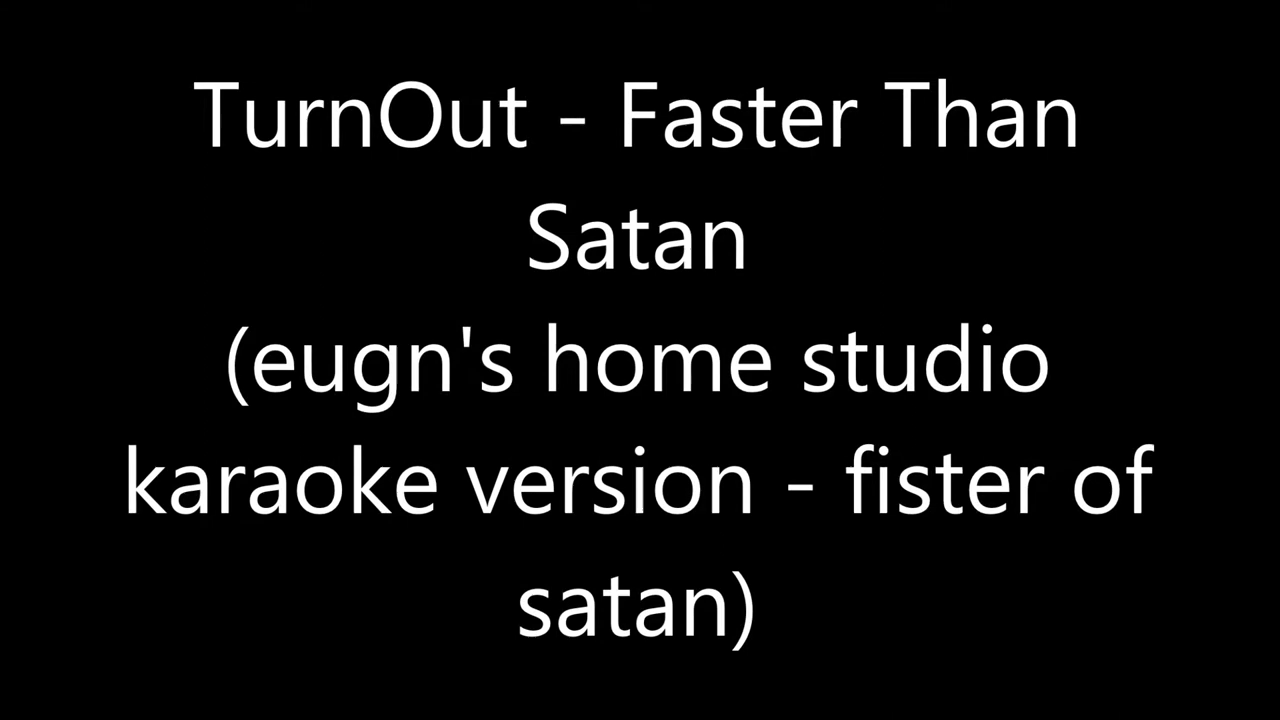 TurnOut - Faster Than
Satan
(eugn's home studio
karaoke version - fister of
satan)